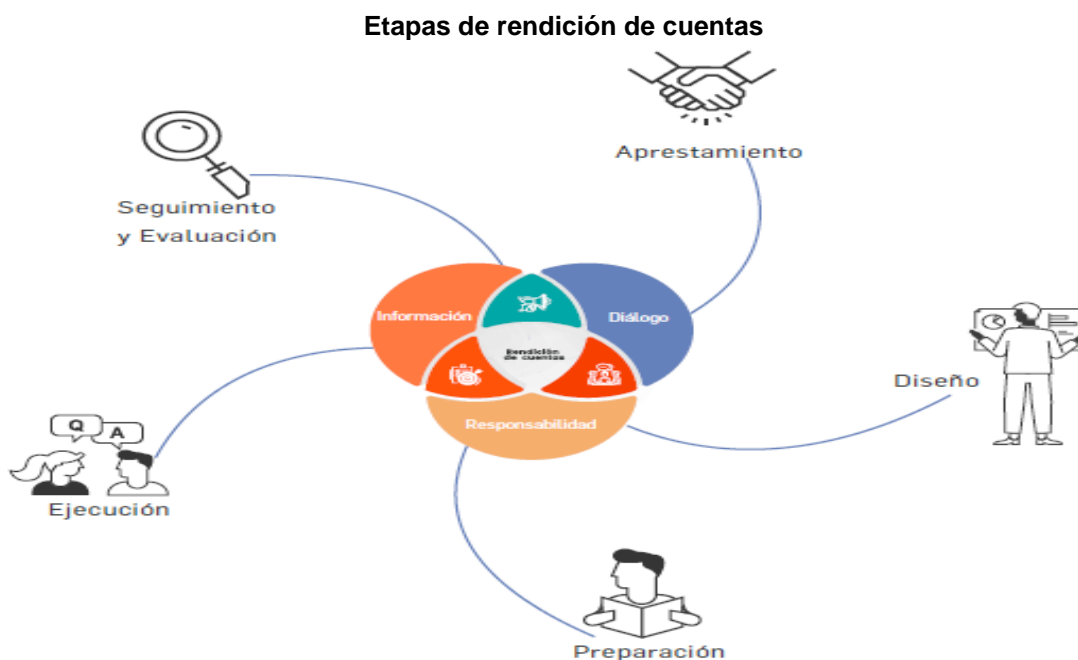 Etapas de rendición de cuentas
Aprestamiento
Seguimiento
y Evaluación
Información
Diálogo
Rendición
de cuentas
Diseño
Responsabilidad
Q
A
Ejecución
Preparación